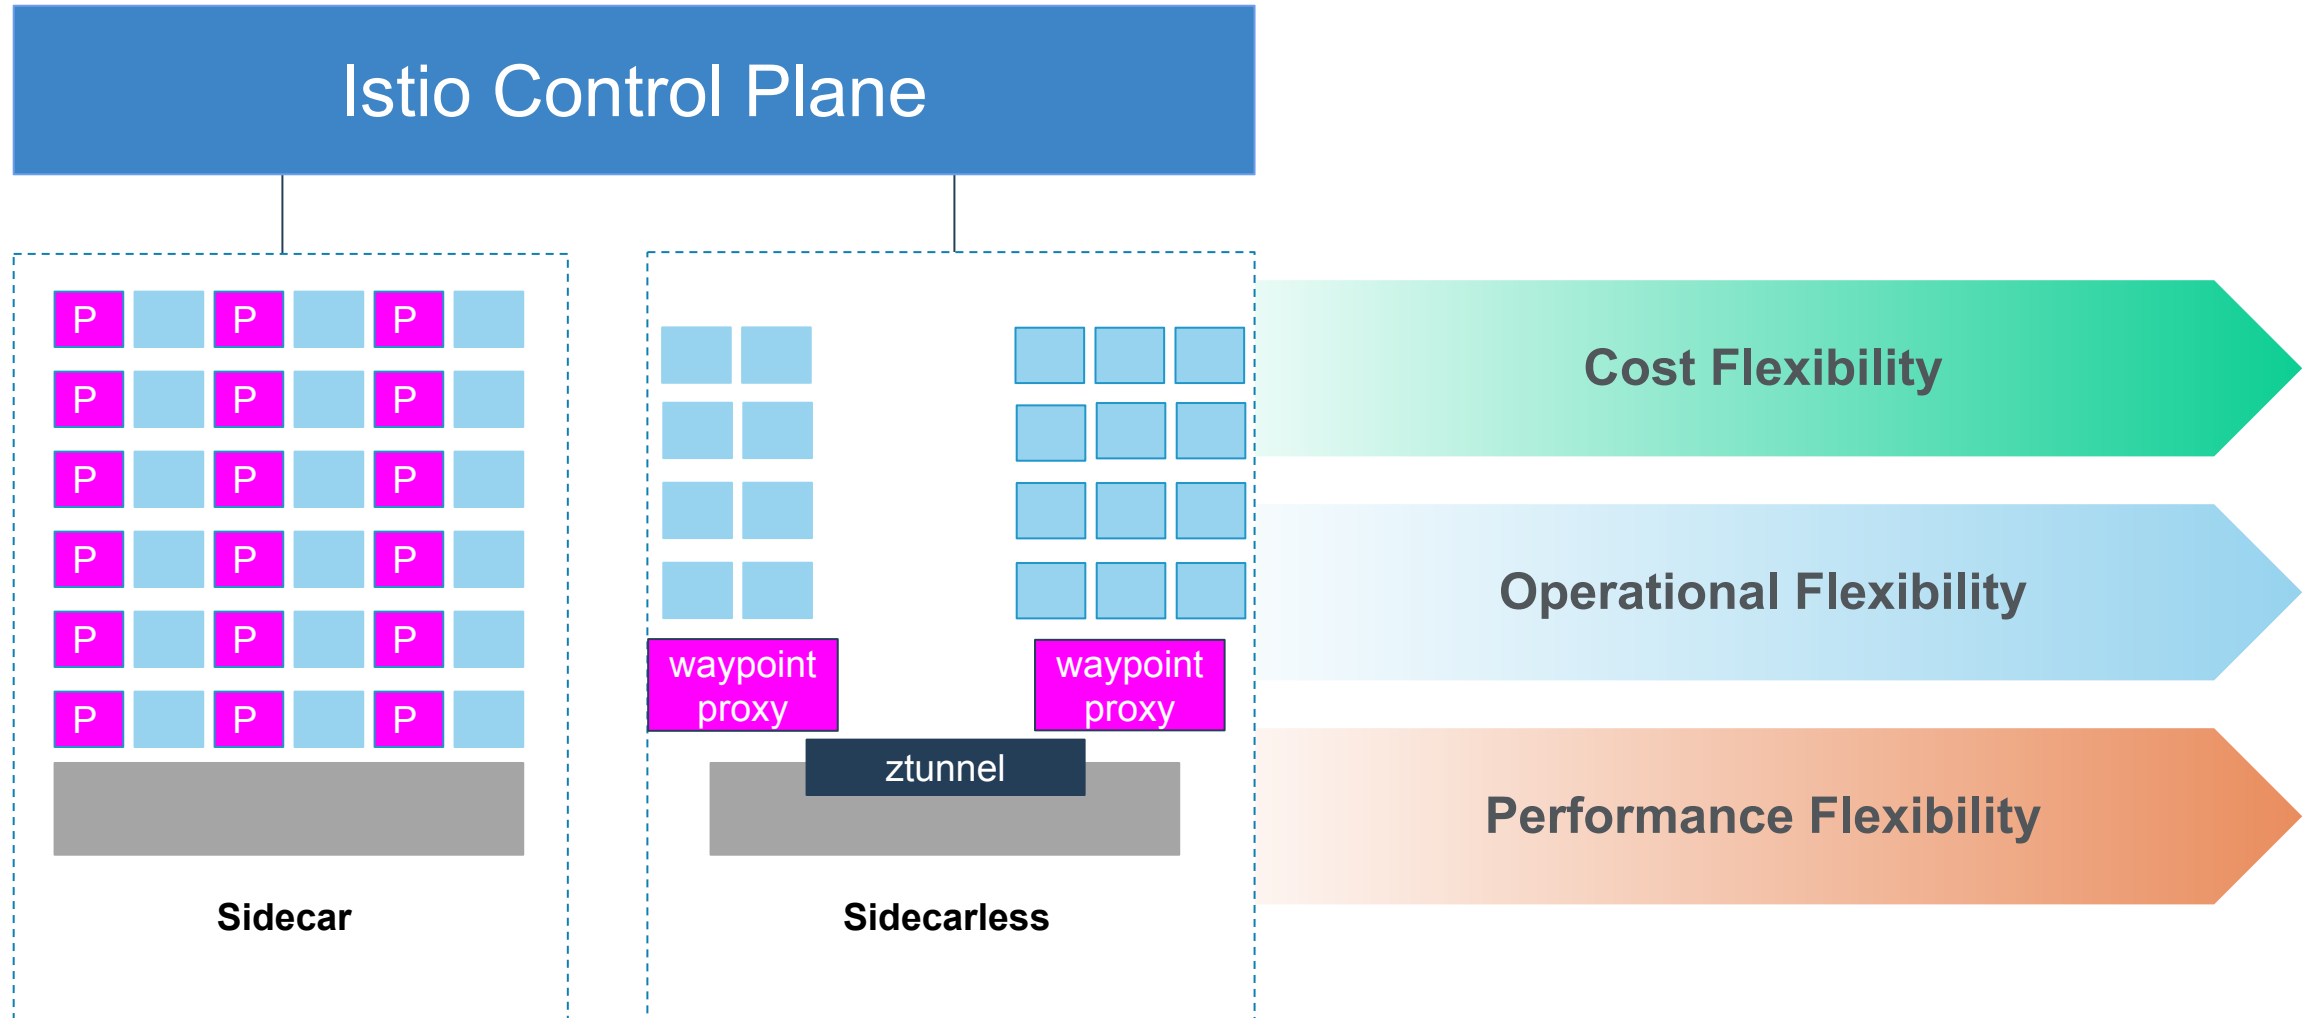 Istio Control Plane
P P P
P P P
P P P
P P P
P P P
P P P
Sidecar
waypoint
proxy
waypoint
proxy
ztunnel
Sidecarless
Cost Flexibility
Operational Flexibility
Performance Flexibility